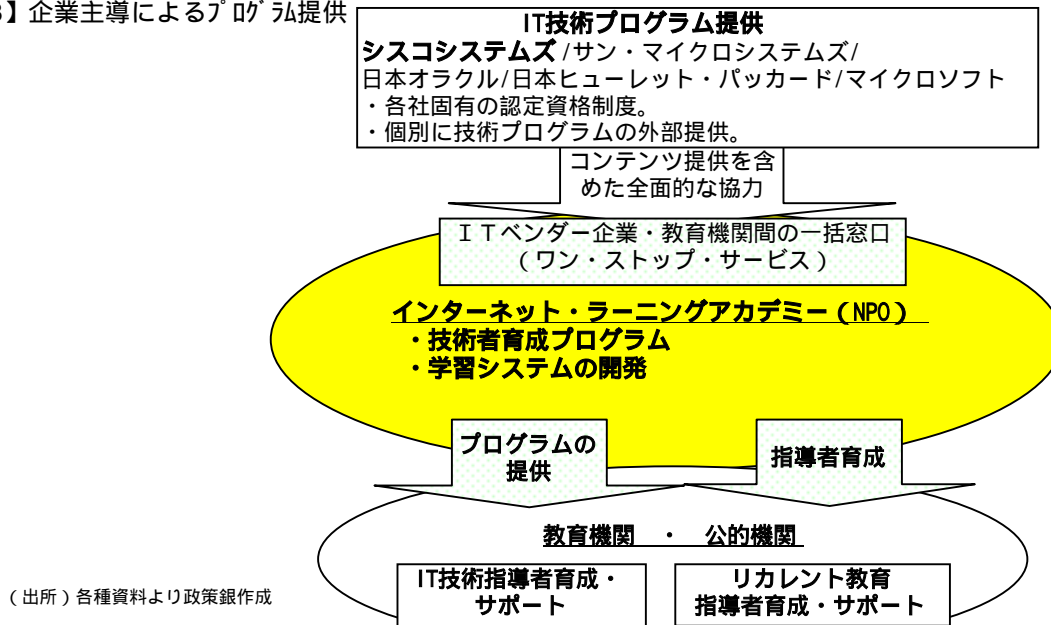 】企業主導によるﾌﾟﾛｸﾞﾗﾑ提供
IT技術プログラム提供
シスコシステムズ/サン・マイクロシステムズ/
日本オラクル/日本ヒューレット・パッカード/マイクロソフト
・各社固有の認定資格制度。
・個別に技術プログラムの外部提供。
コンテンツ提供を含
めた全面的な協力
ＩＴベンダー企業・教育機関間の一括窓口
（ワン・ストップ・サービス）
インターネット・ラーニングアカデミー（NPO）
・技術者育成プログラム
・学習システムの開発
プログラムの
提供
指導者育成
教育機関 ・ 公的機関
IT技術指導者育成・
サポート
リカレント教育
指導者育成・サポート
（出所）各種資料より政策銀作成